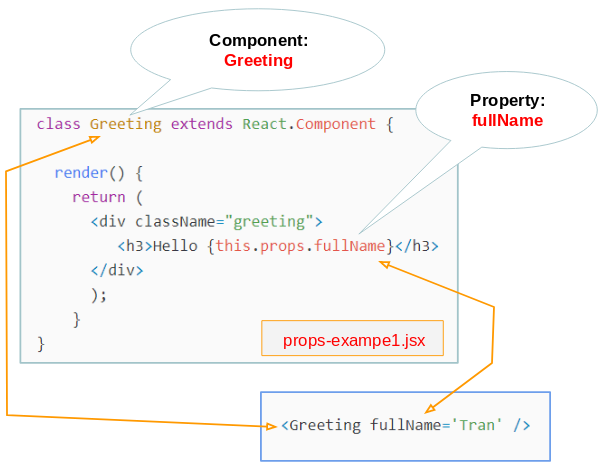 Component:
Greeting
Property:
fullName
class Greeting extends React.Component {
render() {
return (
<div className="greeting">
<h3>Hello {this.props.fullName}</h3>
</div>
);
}
}
props-exampe1.jsx
<Greeting fullName='Tran' />